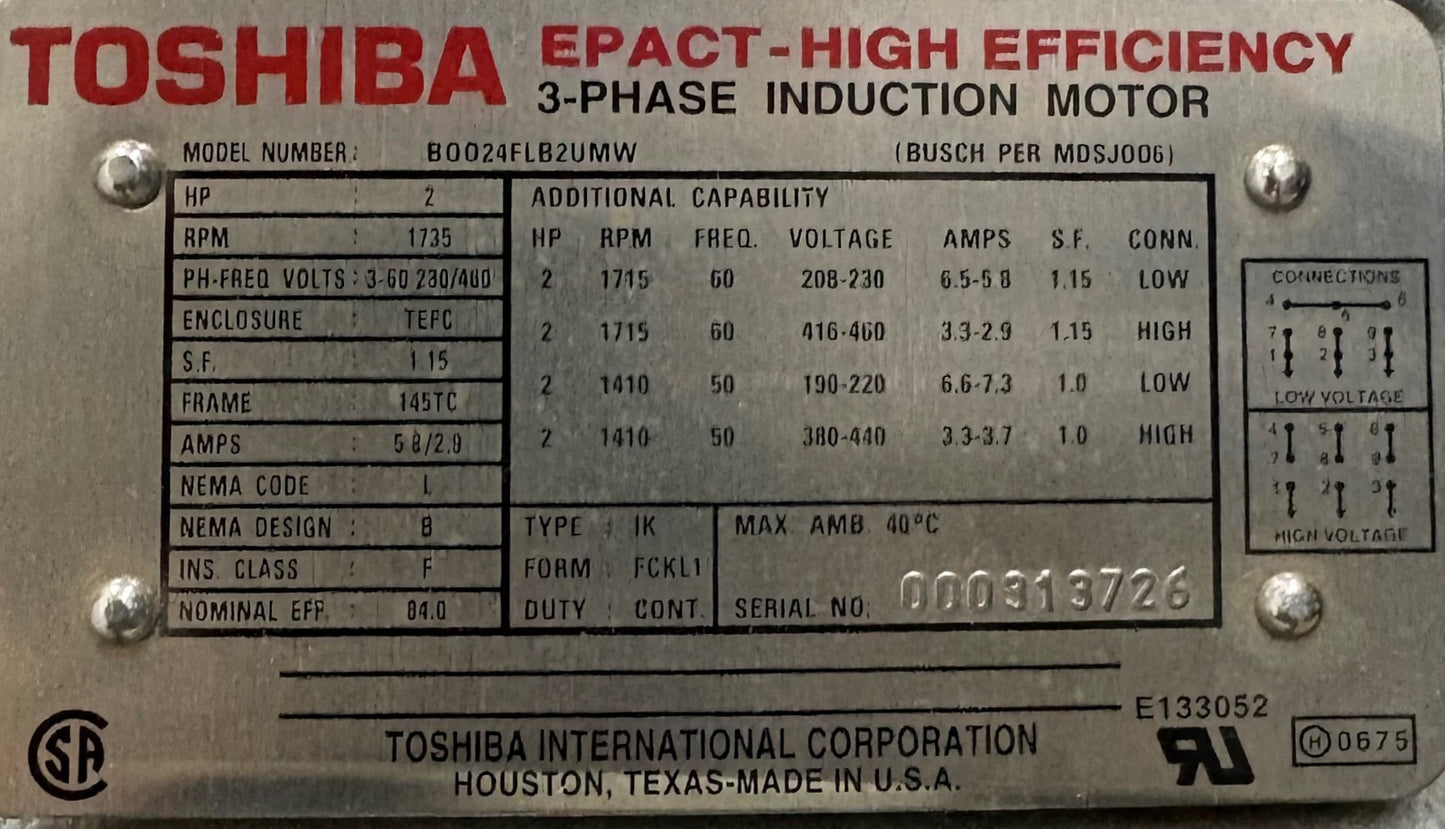 TOSHIBA EPACT-HIGH EFFICIENCY
3-PHASE INDUCTION MOTOR
MODEL NUMBER: B0024FLB2UMW (BUSCH PER MDSJ006)
HP : 2
RPM : 1735
PH-FREQ VOLTS : 3-60 230/460
ENCLOSURE : TEFC
S.F. : 1.15
FRAME : 145TC
AMPS : 5.8/2.9
NEMA CODE : L
NEMA DESIGN : B
INS. CLASS : F
NOMINAL EFF. : 84.0
ADDITIONAL CAPABILITY
HP RPM FREQ. VOLTAGE AMPS S.F. CONN.
2 1715 60 208-230 6.5-5.8 1.15 LOW
2 1715 60 416-460 3.3-2.9 1.15 HIGH
2 1410 50 190-220 6.6-7.3 1.0 LOW
2 1410 50 380-440 3.3-3.7 1.0 HIGH
TYPE : IK
FORM : FCKL1
DUTY : CONT.
MAX. AMB. 40°C
SERIAL NO: 000313726
CONNECTIONS
4 6
5
7 8 9
1 2 3
LOW VOLTAGE
4 5 6
7 8 9
1 2 3
HIGH VOLTAGE
E133052
H 0675
TOSHIBA INTERNATIONAL CORPORATION
HOUSTON, TEXAS-MADE IN U.S.A.
SA
RU